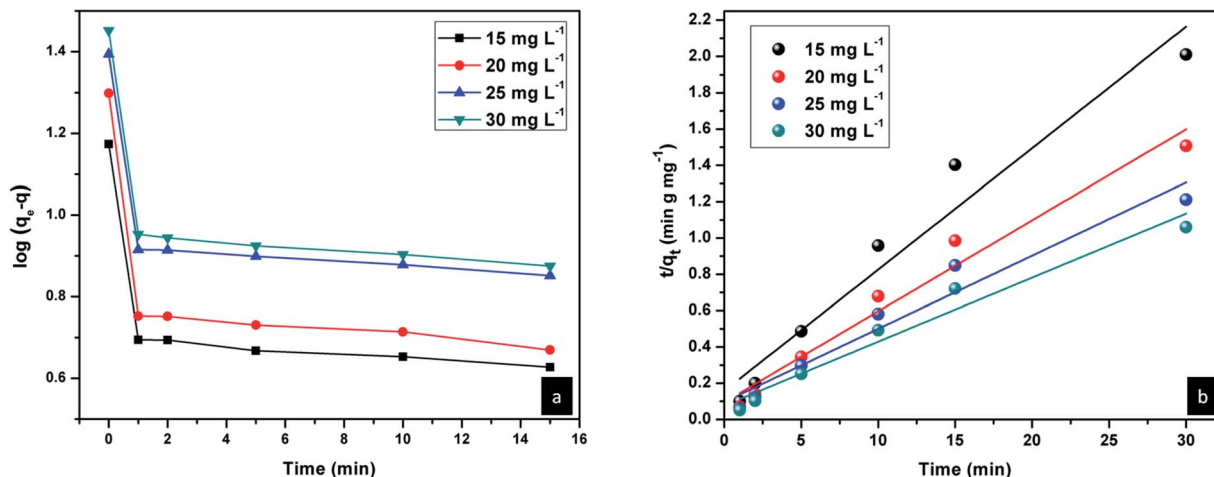 1.4
1.2
1.0
0.8
0.6
log (qₑ-q)
0 2 4 6 8 10 12 14 16
Time (min)
15 mg L⁻¹
20 mg L⁻¹
25 mg L⁻¹
30 mg L⁻¹
a
2.2
2.0
1.8
1.6
1.4
1.2
1.0
0.8
0.6
0.4
0.2
0.0
t/qₜ (min g mg⁻¹)
0 5 10 15 20 25 30
Time (min)
15 mg L⁻¹
20 mg L⁻¹
25 mg L⁻¹
30 mg L⁻¹
b